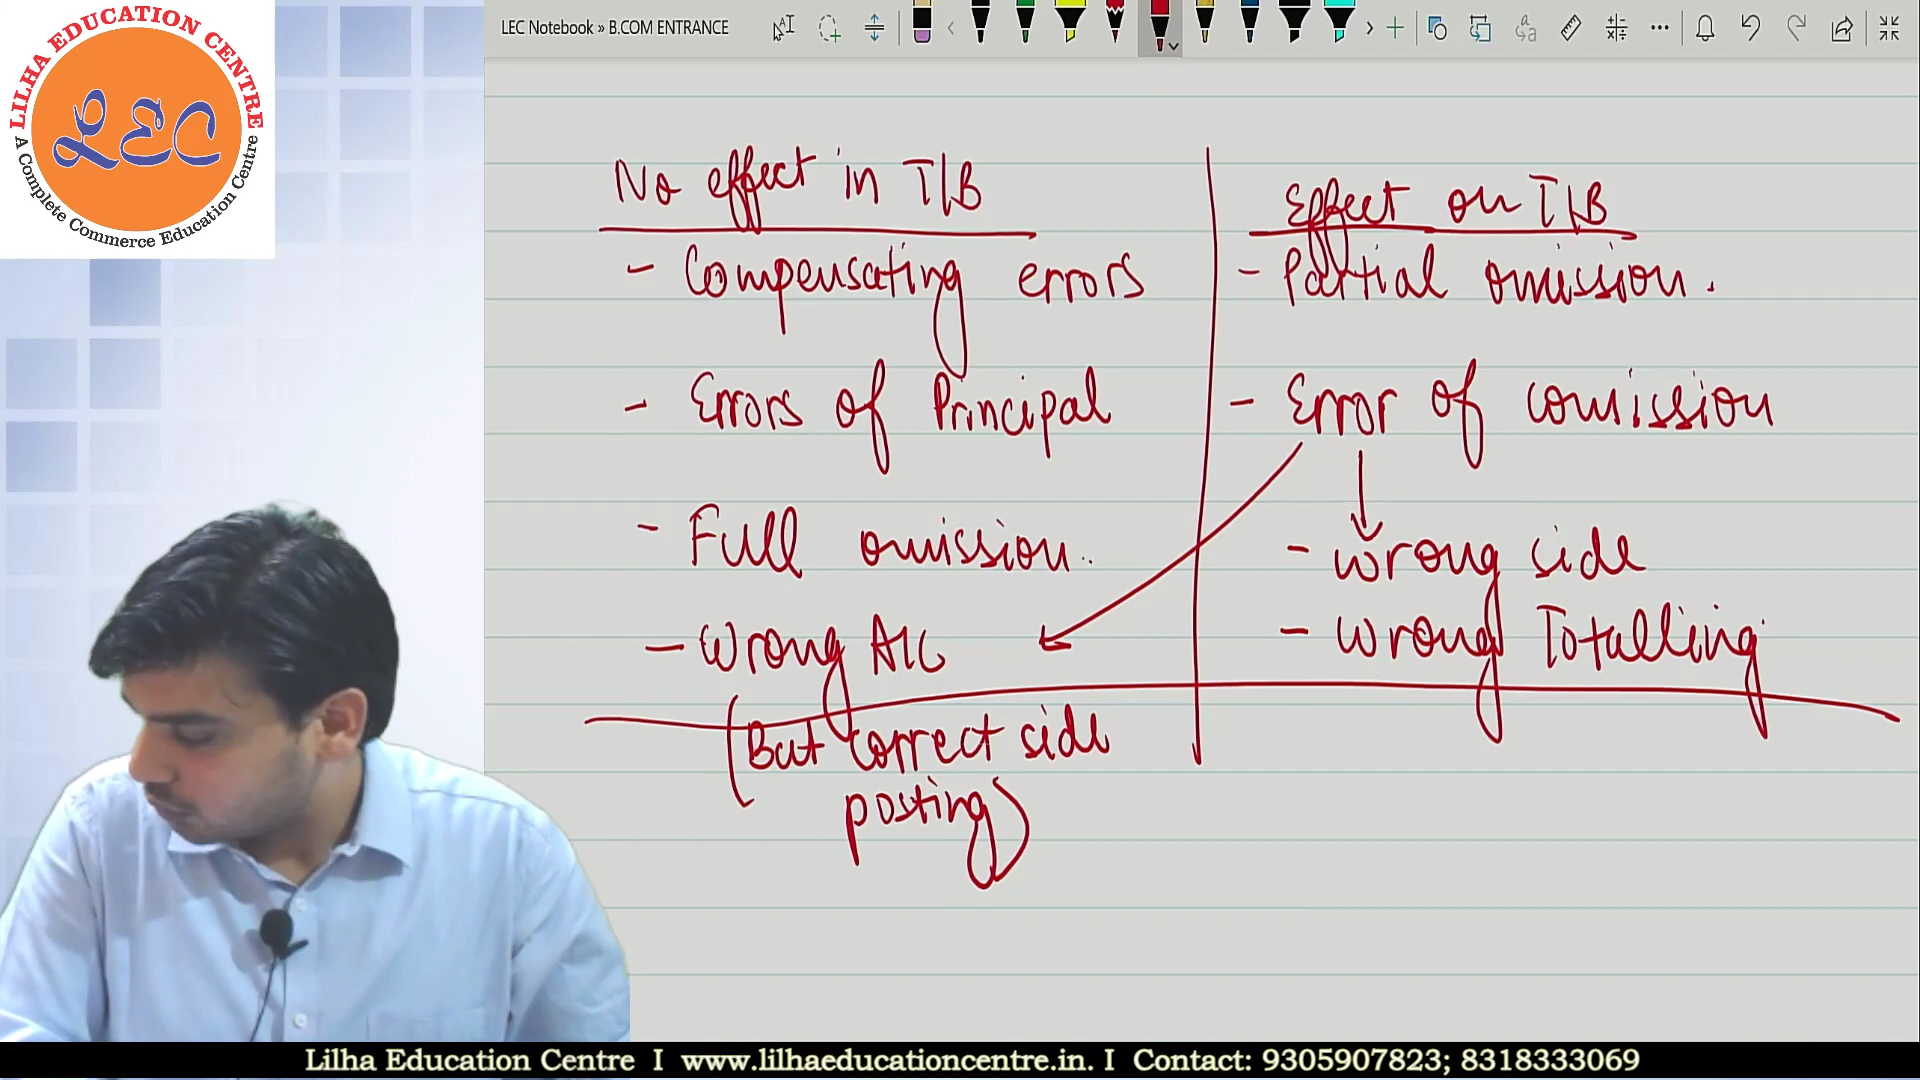 LILHA EDUCATION CENTRE
LEC
A Complete Commerce Education Centre
LEC Notebook » B.COM ENTRANCE
No effect in T/B
- Compensating errors
- Errors of Principal
- Full omission.
- Wrong A/C
(But correct side
posting)
Effect on T/B
- Partial omission.
- Error of comission
- wrong side
- wrong Totalling
Lilha Education Centre I www.lilhaeducationcentre.in. I Contact: 9305907823; 8318333069